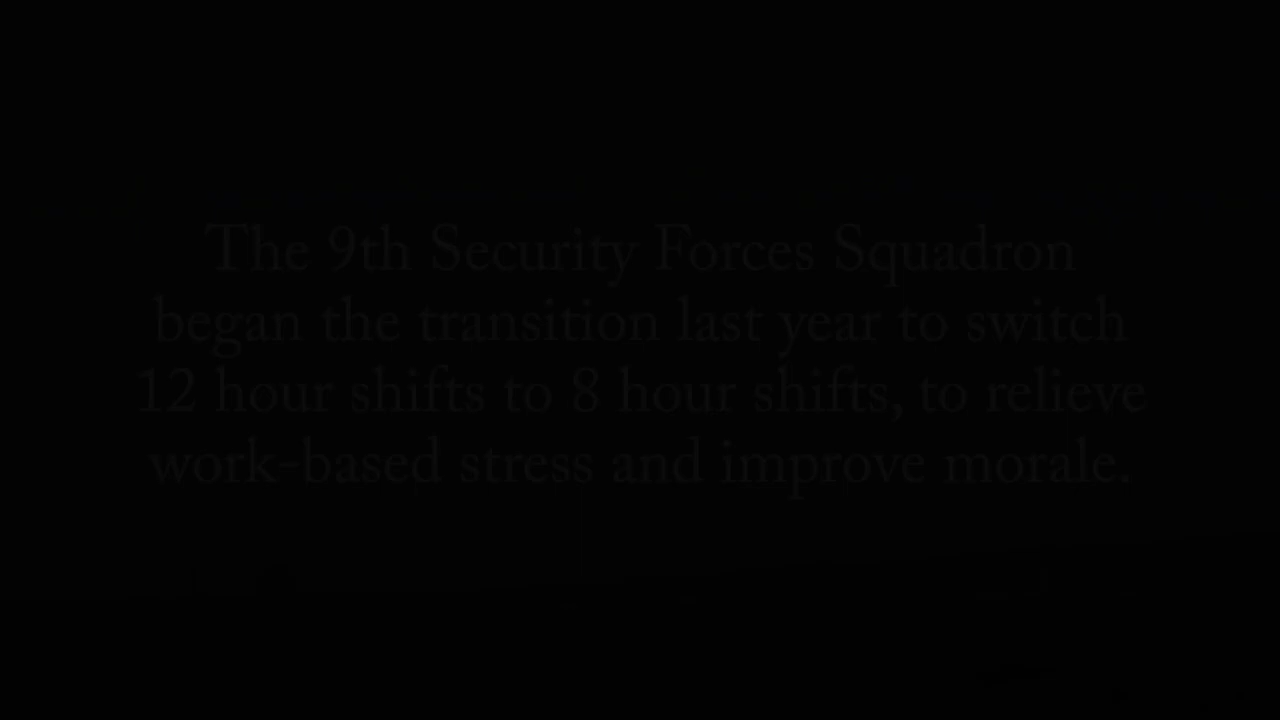 The 9th Security Forces Squadron
began the transition last year to switch
12 hour shifts to 8 hour shifts, to relieve
work-based stress and improve morale.